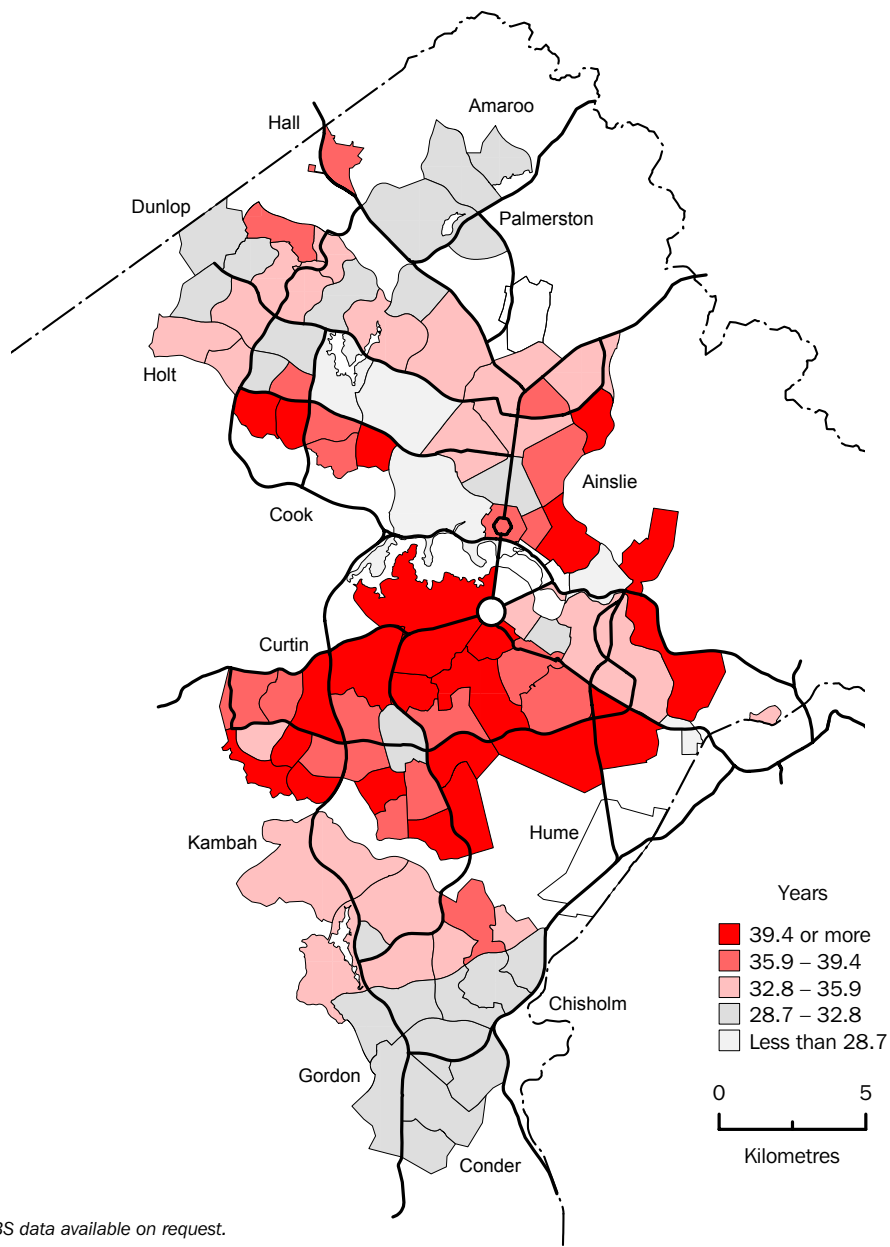 Amaroo
Hall
Dunlop
Palmerston
Holt
Ainslie
Cook
Curtin
Hume
Kambah
Years
39.4 or more
35.9 – 39.4
32.8 – 35.9
28.7 – 32.8
Less than 28.7
Chisholm
Gordon
0 5
Kilometres
Conder
data available on request.